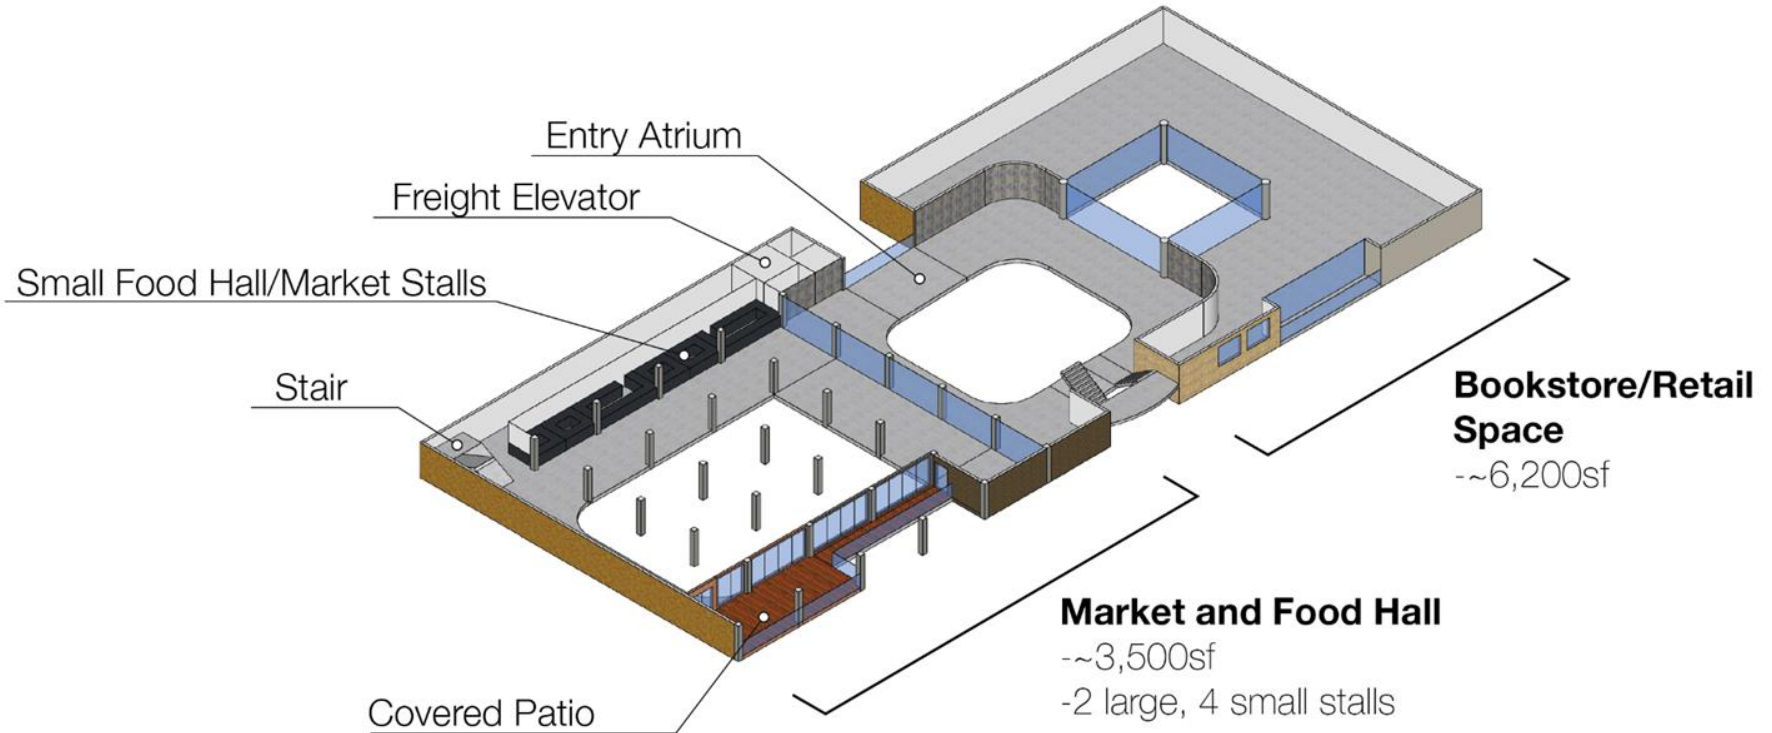 Entry Atrium
Freight Elevator
Small Food Hall/Market Stalls
Stair
Bookstore/Retail
Space
-~6,200sf
Market and Food Hall
-~3,500sf
-2 large, 4 small stalls
Covered Patio